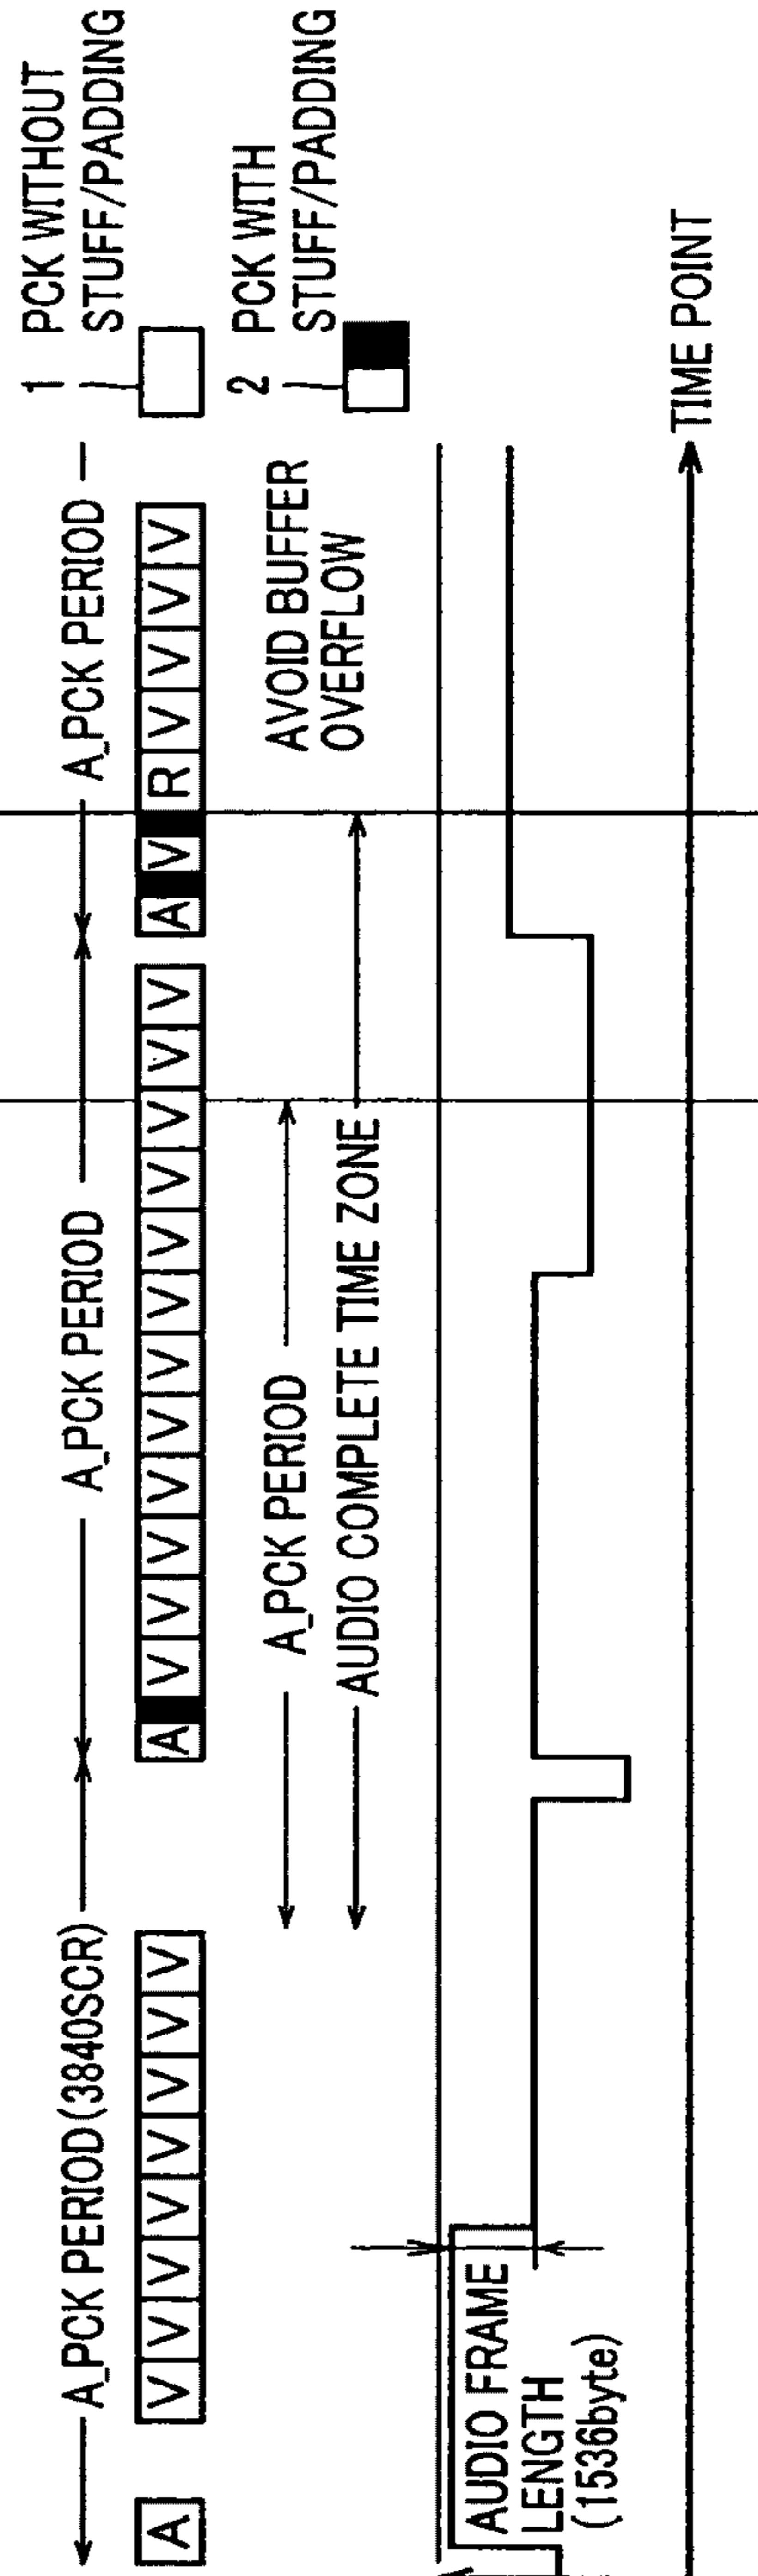 A_PCK PERIOD(3840SCR)
A_PCK PERIOD
A_PCK PERIOD
A V V V V V V V V
A V V V V V V V V V V V V
A V R V V V V
1 PCK WITHOUT
STUFF/PADDING
2 PCK WITH
STUFF/PADDING
A_PCK PERIOD
AUDIO COMPLETE TIME ZONE
AVOID BUFFER
OVERFLOW
AUDIO FRAME
LENGTH
(1536byte)
TIME POINT